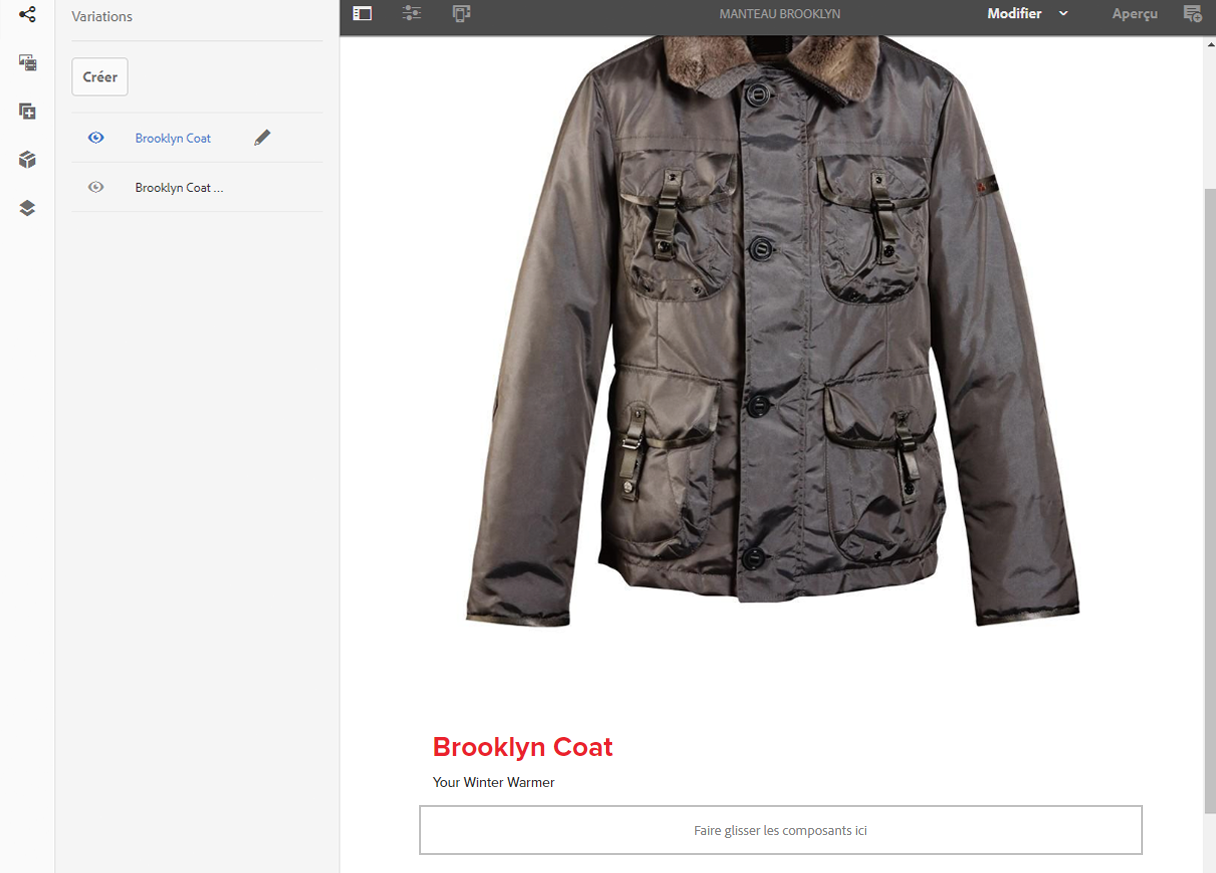 Variations
Créer
Brooklyn Coat
Brooklyn Coat ...
MANTEAU BROOKLYN
Modifier
Aperçu
Brooklyn Coat
Your Winter Warmer
Faire glisser les composants ici